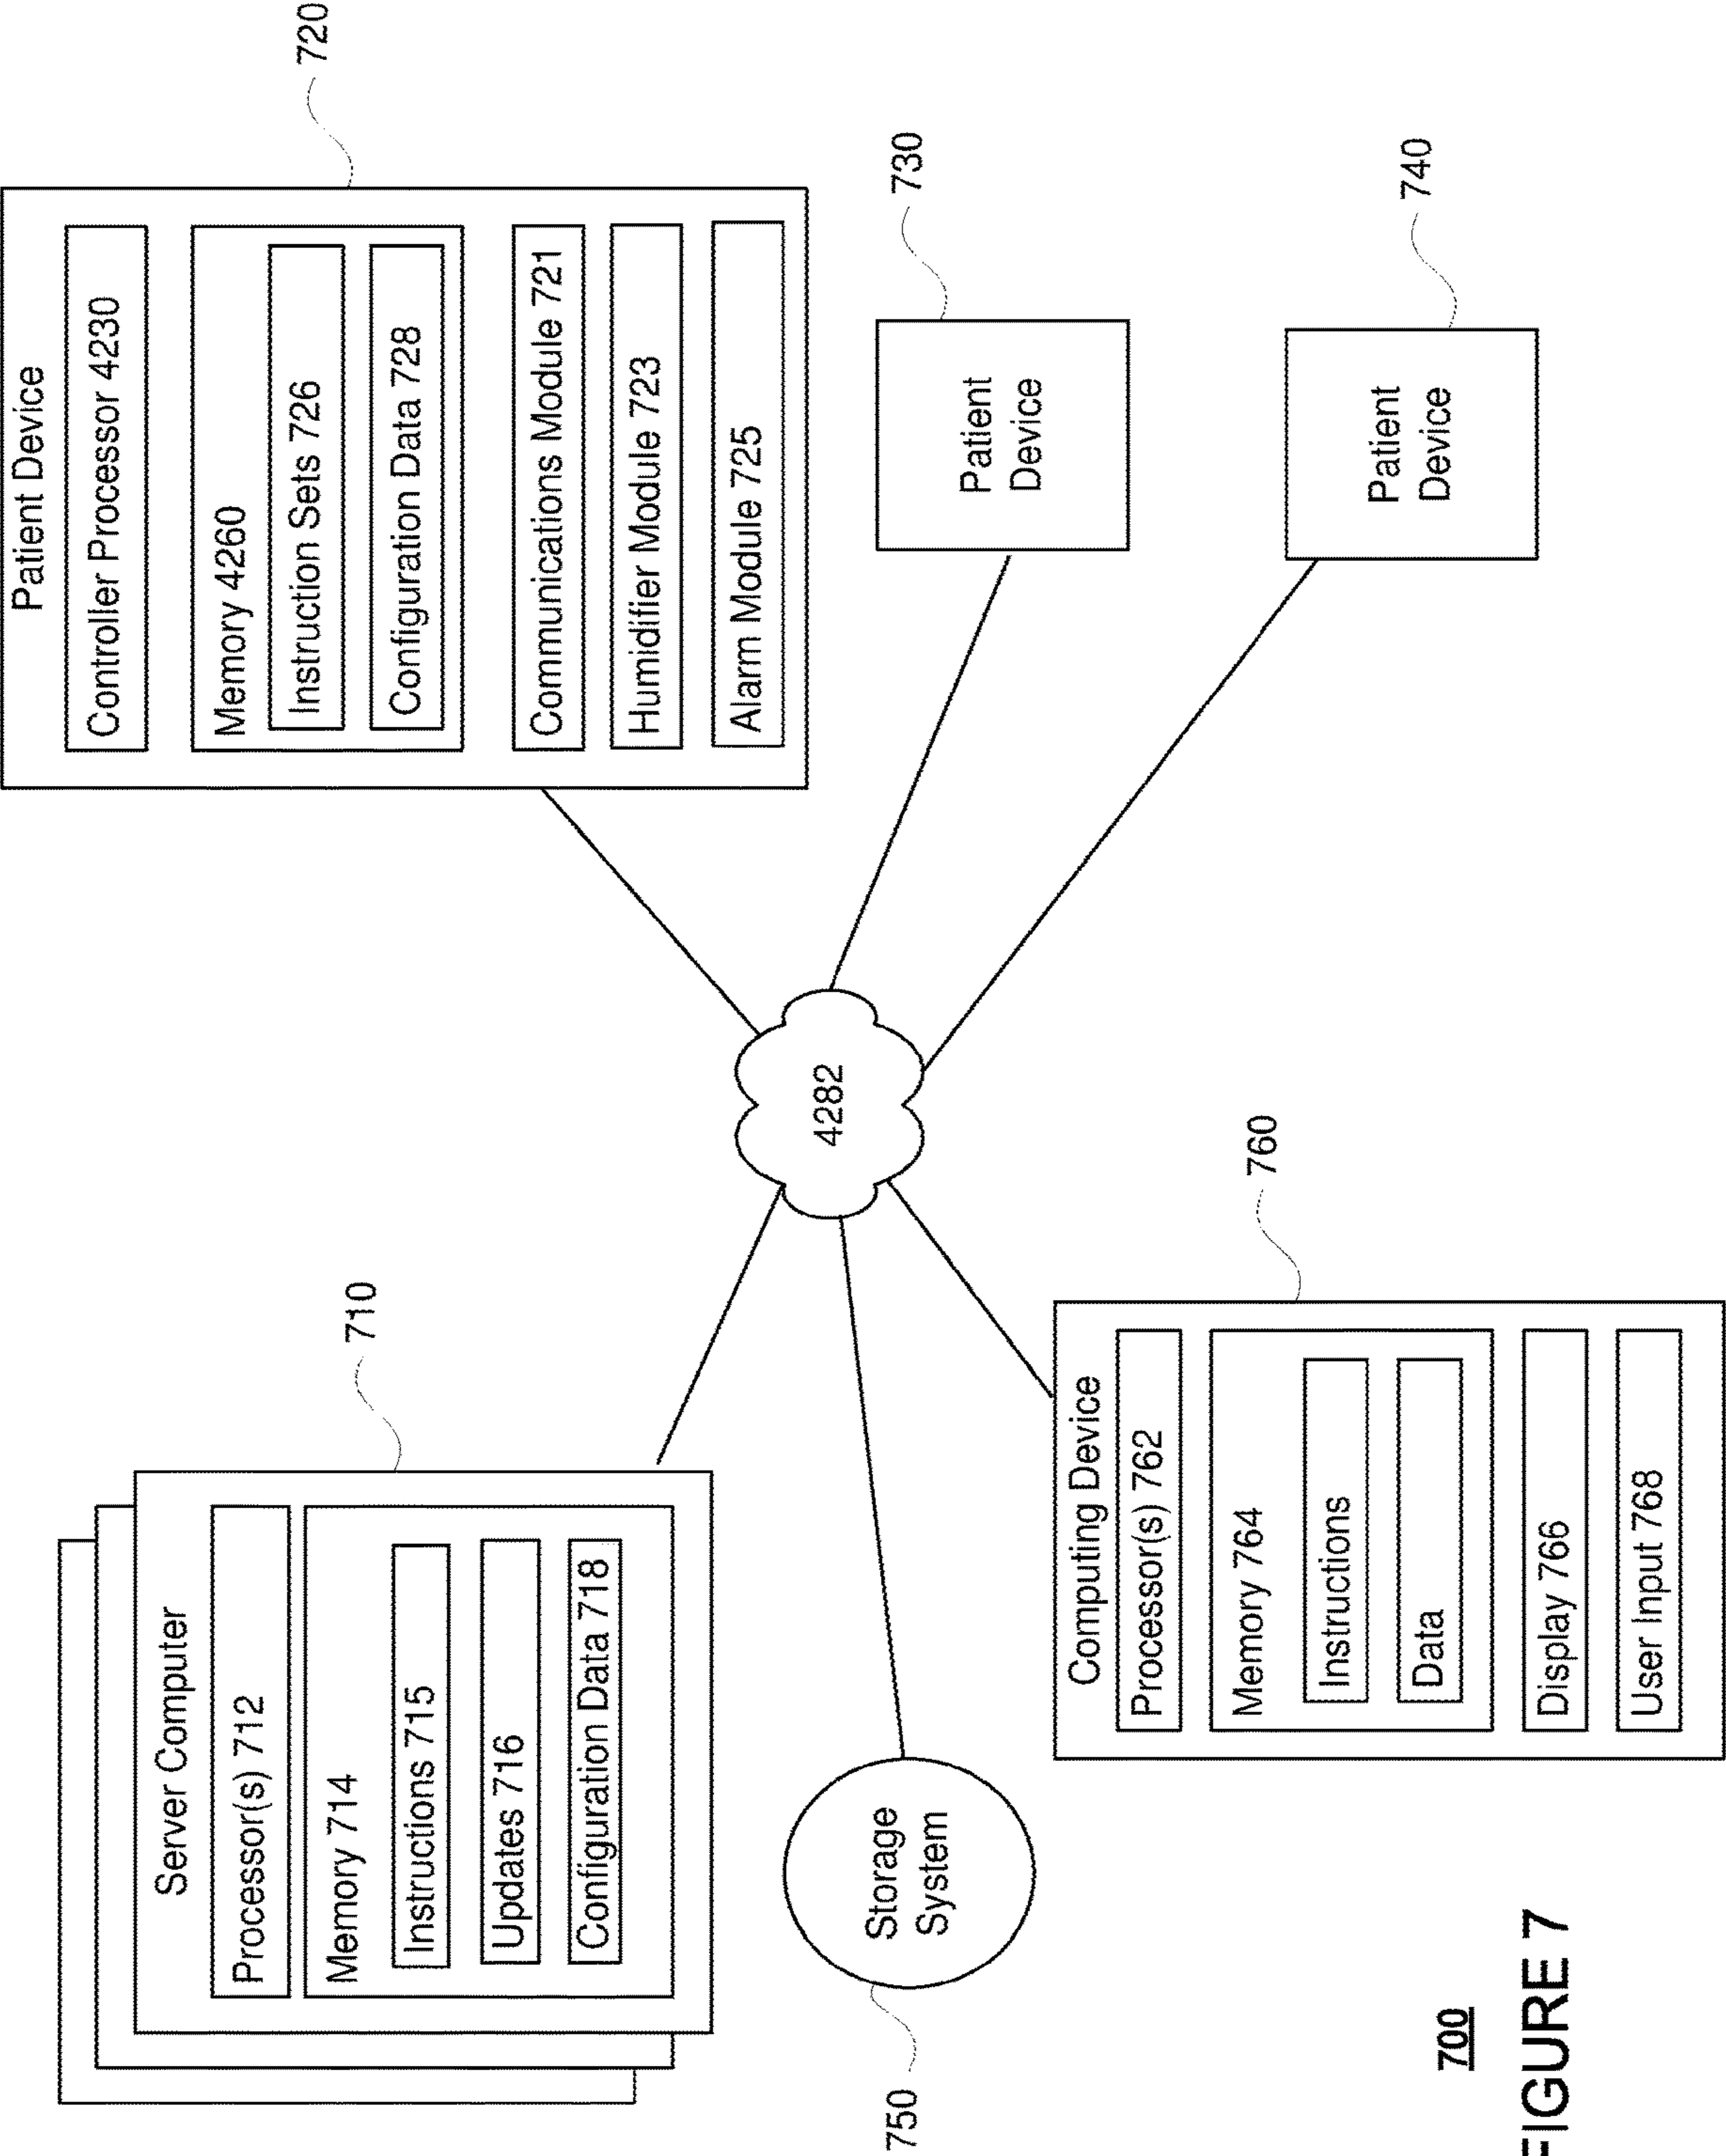 Server Computer
Processor(s) 712
Memory 714
Instructions 715
Updates 716
Configuration Data 718
710
Patient Device
Controller Processor 4230
Memory 4260
Instruction Sets 726
Configuration Data 728
Communications Module 721
Humidifier Module 723
Alarm Module 725
720
4282
Patient
Device
730
Patient
Device
740
Storage
System
750
Computing Device
Processor(s) 762
Memory 764
Instructions
Data
Display 766
User Input 768
760
700
FIGURE 7